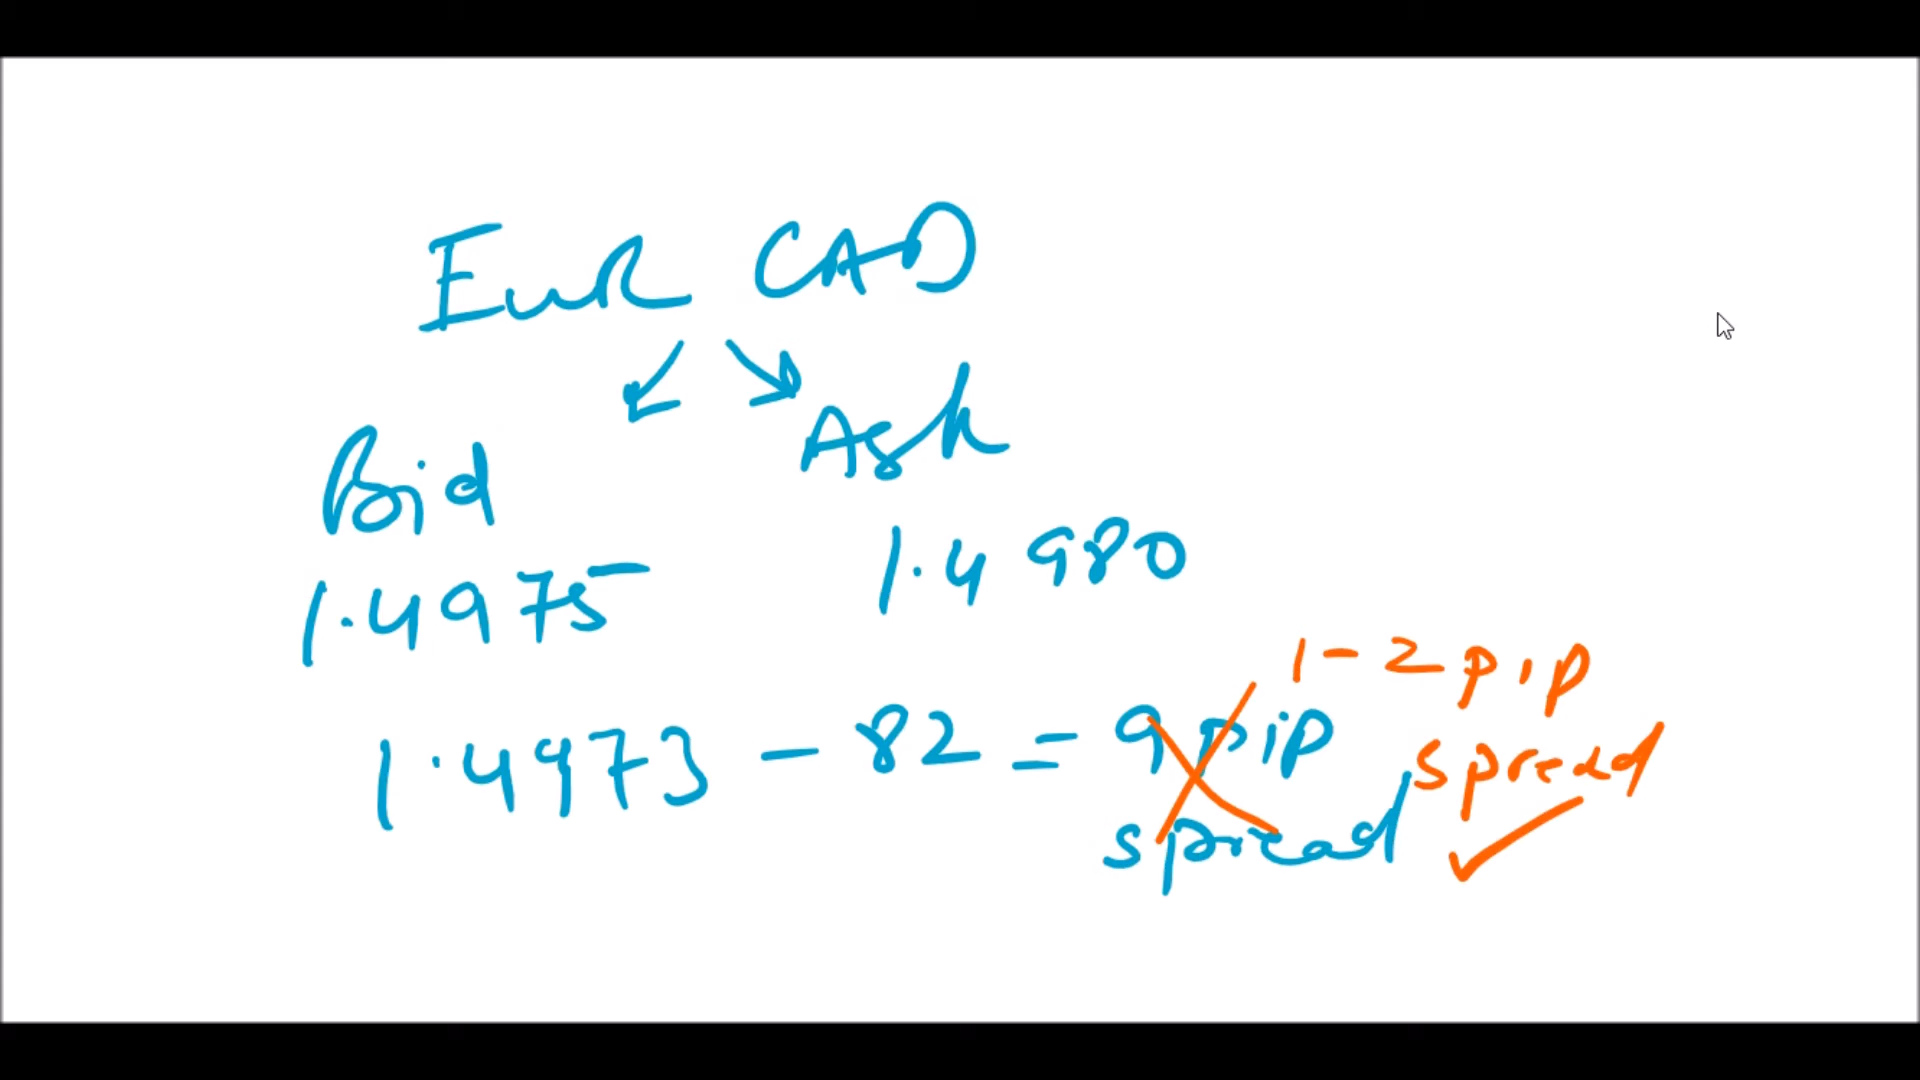 EUR CAD
Bid
Ask
1.4975
1.4980
1.4973 - 82 = 9 pip
spread
1-2 pip
spread